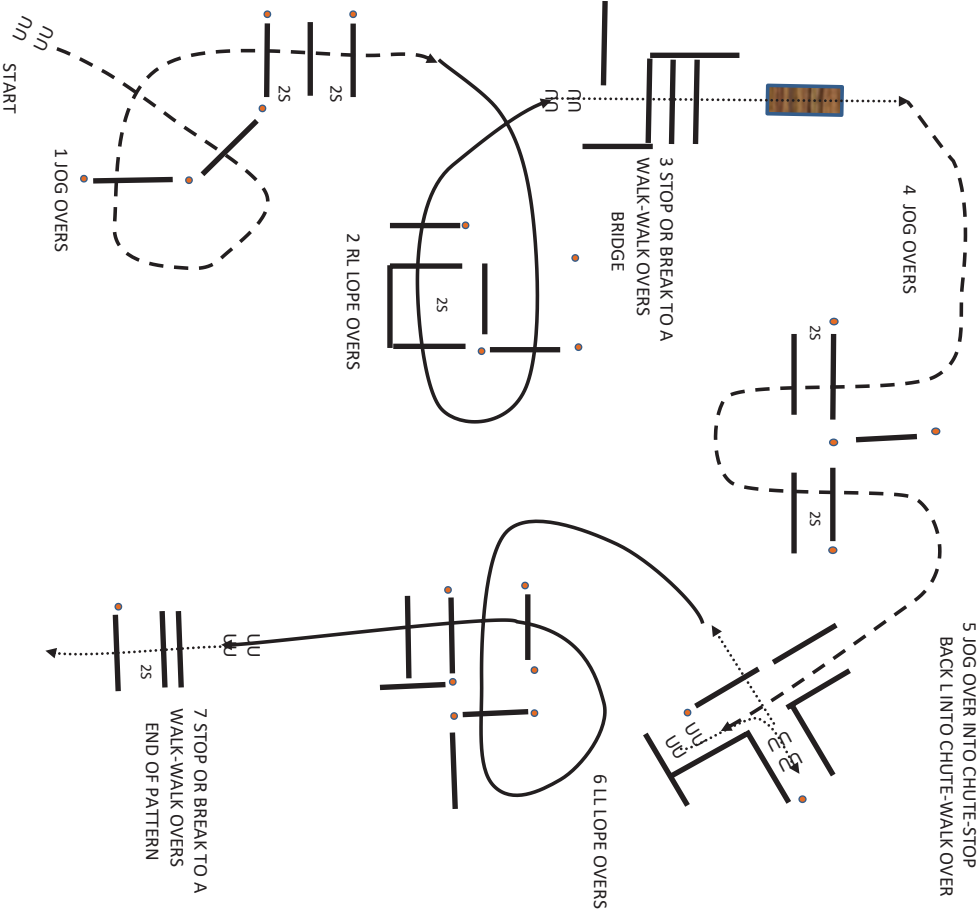 START
1 JOG OVERS
2S
2S
2 RL LOPE OVERS
2S
3 STOP OR BREAK TO A
WALK-WALK OVERS
BRIDGE
4 JOG OVERS
2S
2S
5 JOG OVER INTO CHUTE-STOP
BACK L INTO CHUTE-WALK OVER
6 LL LOPE OVERS
7 STOP OR BREAK TO A
WALK-WALK OVERS
END OF PATTERN
2S